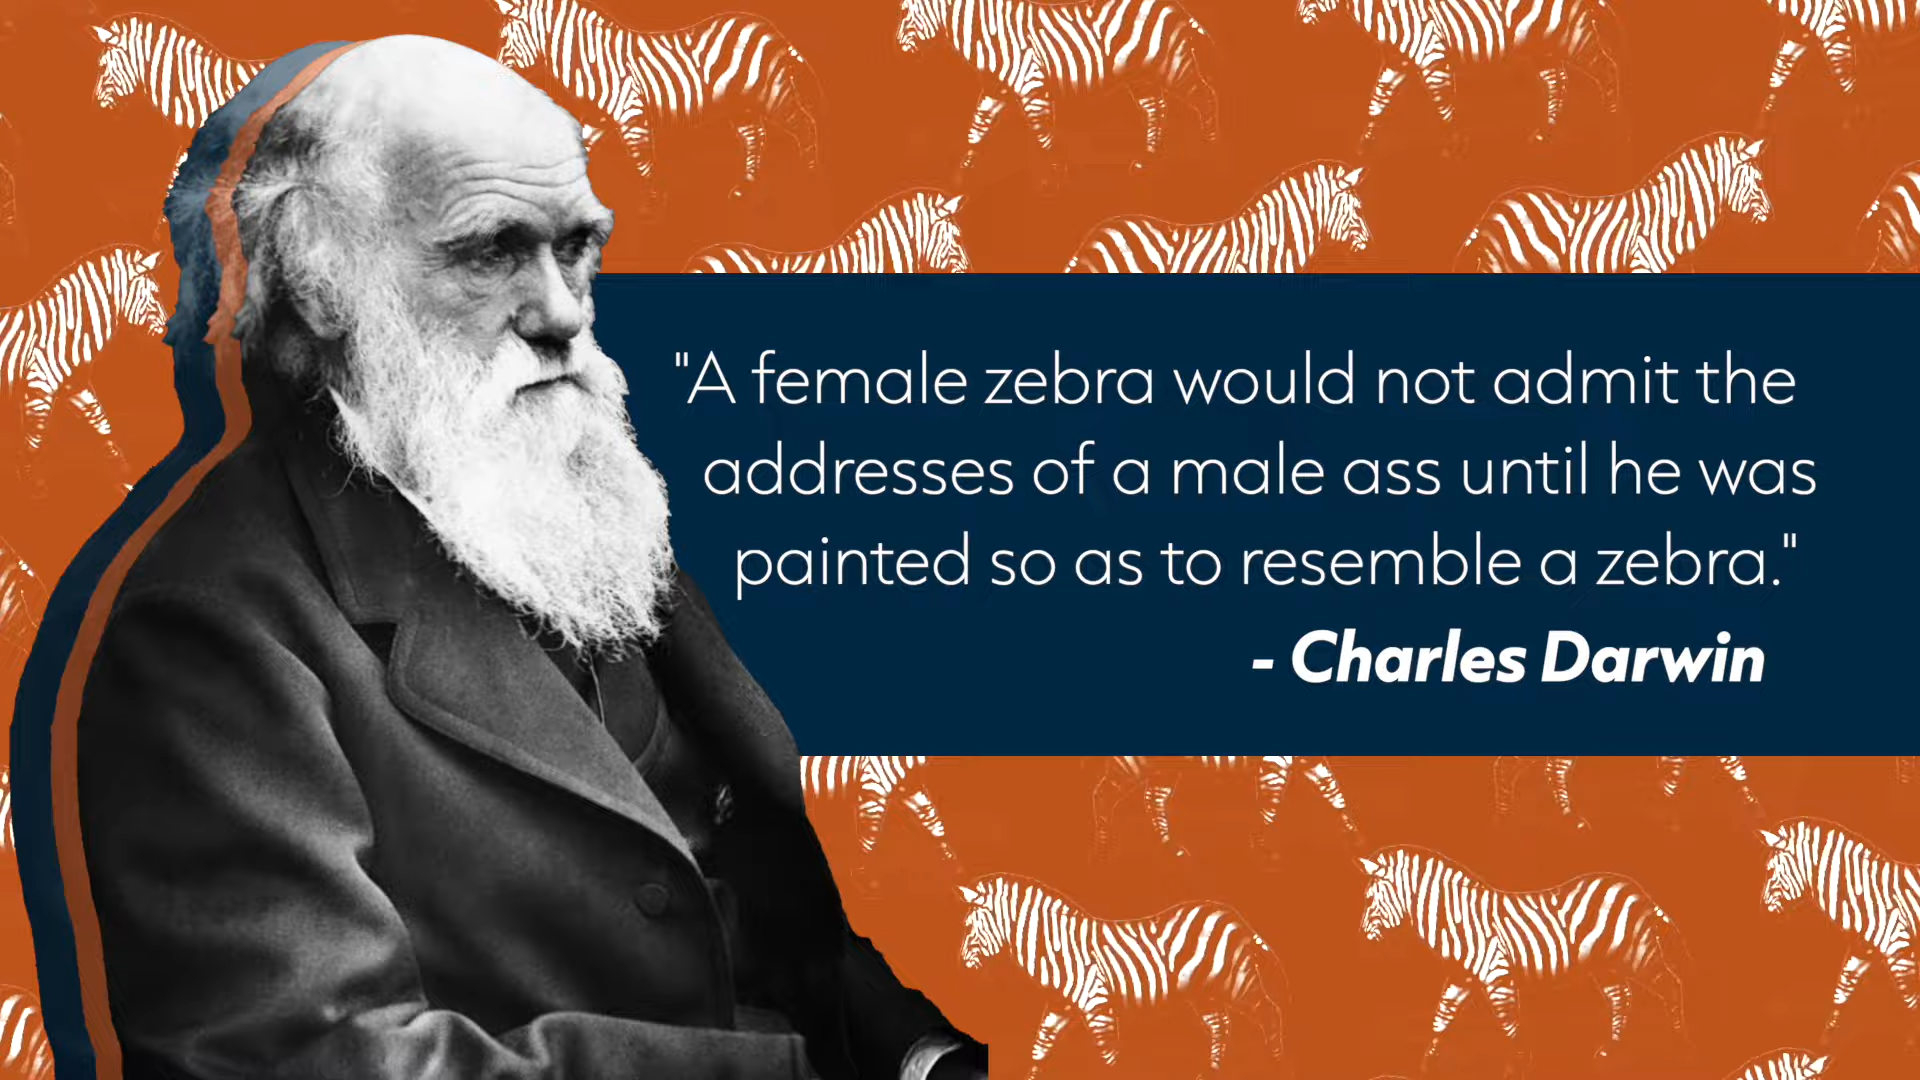 "A female zebra would not admit the
addresses of a male ass until he was
painted so as to resemble a zebra."
- Charles Darwin